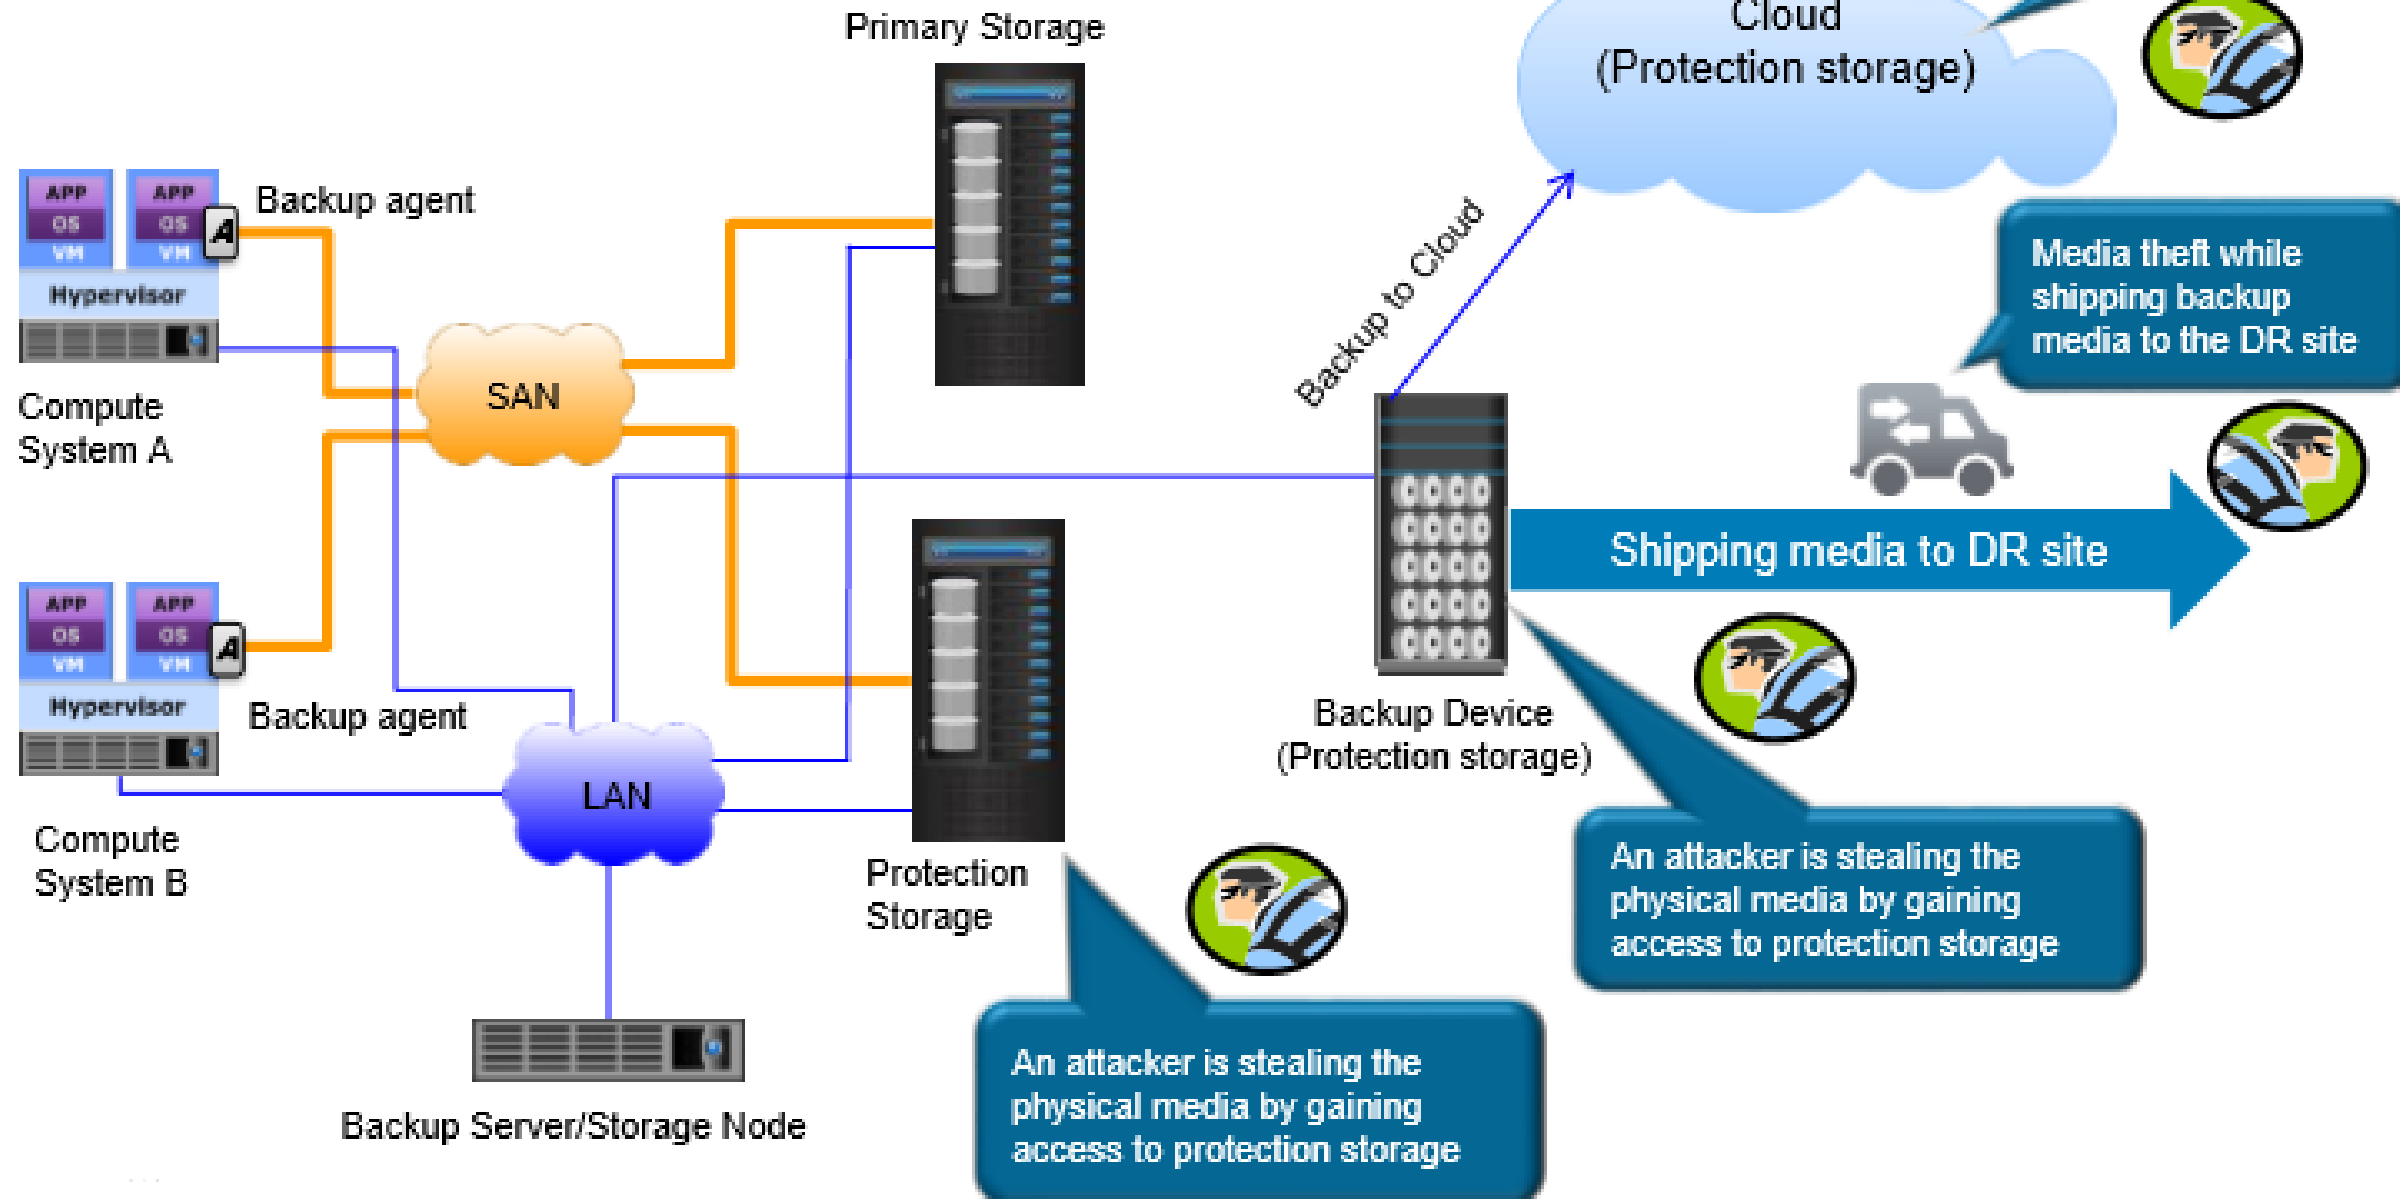 Primary Storage
Cloud
(Protection storage)
APP
APP
OS
OS
VM
VM
A
Backup agent
Hypervisor
Compute
System A
SAN
Backup to Cloud
Media theft while
shipping backup
media to the DR site
Shipping media to DR site
APP
APP
OS
OS
VM
VM
A
Hypervisor
Backup agent
Compute
System B
LAN
Backup Device
(Protection storage)
Protection
Storage
An attacker is stealing the
physical media by gaining
access to protection storage
An attacker is stealing the
physical media by gaining
access to protection storage
Backup Server/Storage Node